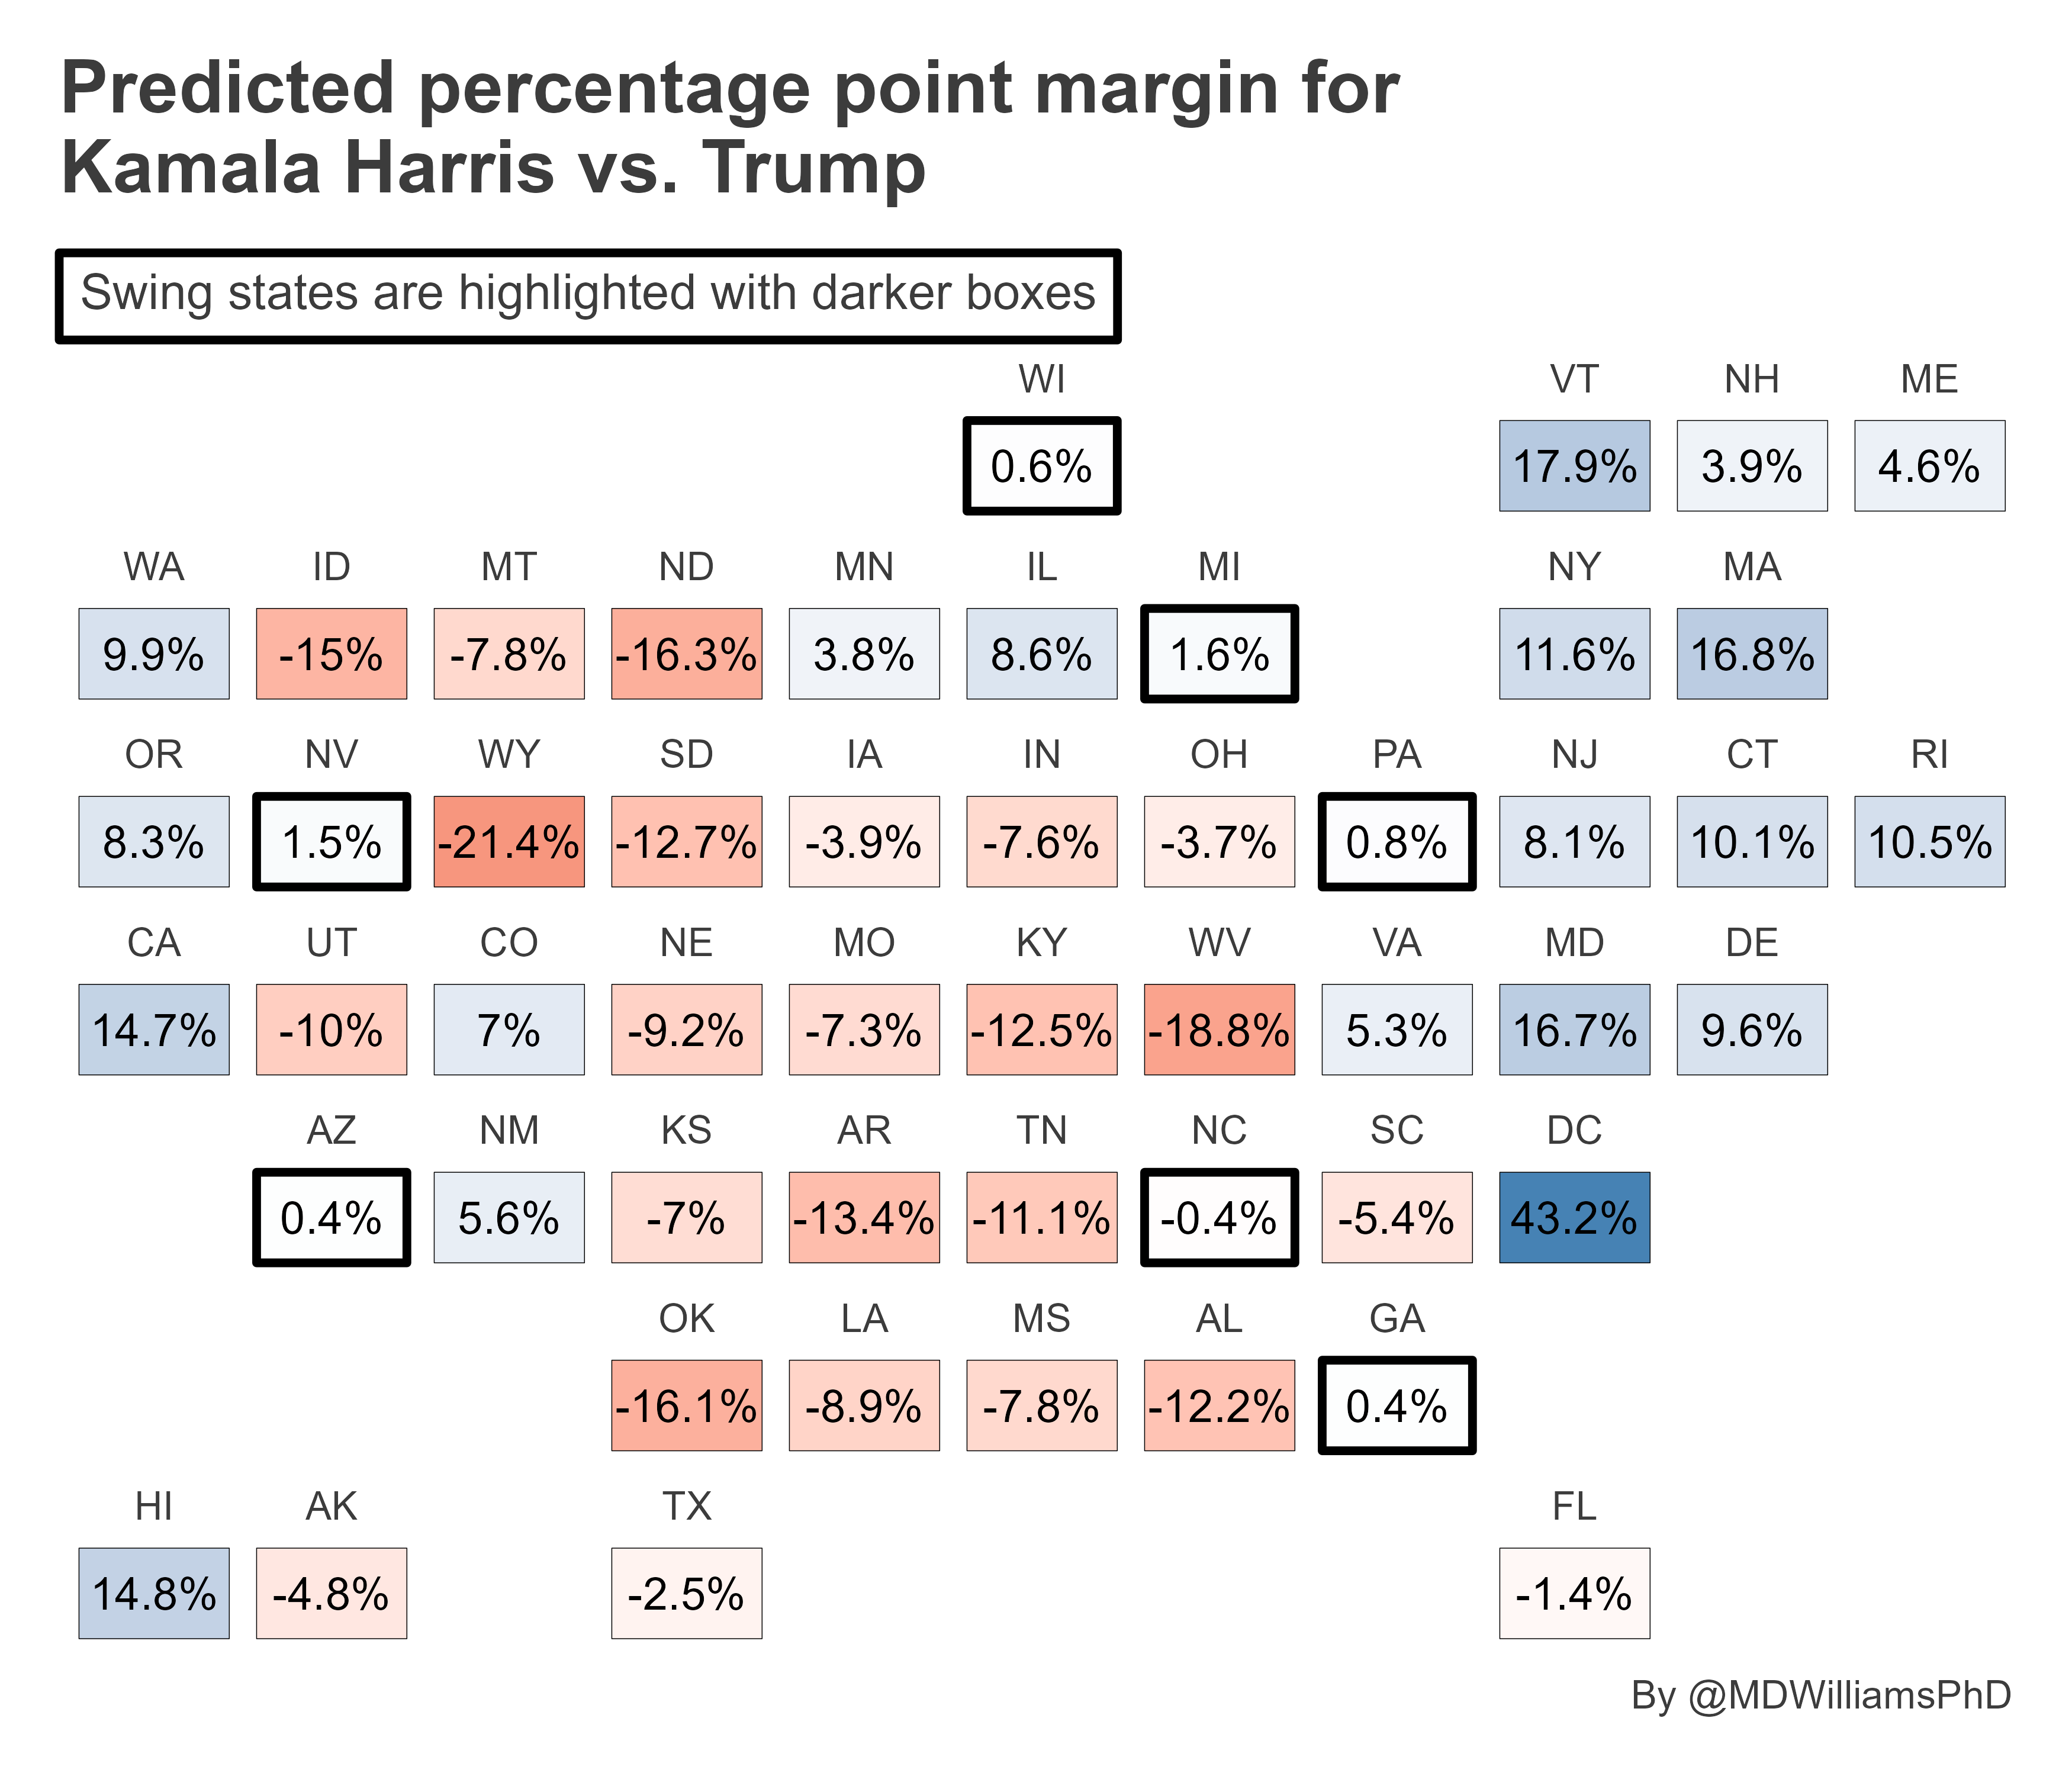 Predicted percentage point margin for
Kamala Harris vs. Trump
Swing states are highlighted with darker boxes
WI VT NH ME
0.6% 17.9% 3.9% 4.6%
WA ID MT ND MN IL MI NY MA
9.9% -15% -7.8% -16.3% 3.8% 8.6% 1.6% 11.6% 16.8%
OR NV WY SD IA IN OH PA NJ CT RI
8.3% 1.5% -21.4% -12.7% -3.9% -7.6% -3.7% 0.8% 8.1% 10.1% 10.5%
CA UT CO NE MO KY WV VA MD DE
14.7% -10% 7% -9.2% -7.3% -12.5% -18.8% 5.3% 16.7% 9.6%
AZ NM KS AR TN NC SC DC
0.4% 5.6% -7% -13.4% -11.1% -0.4% -5.4% 43.2%
OK LA MS AL GA
-16.1% -8.9% -7.8% -12.2% 0.4%
HI AK TX FL
14.8% -4.8% -2.5% -1.4%
By @MDWilliamsPhD